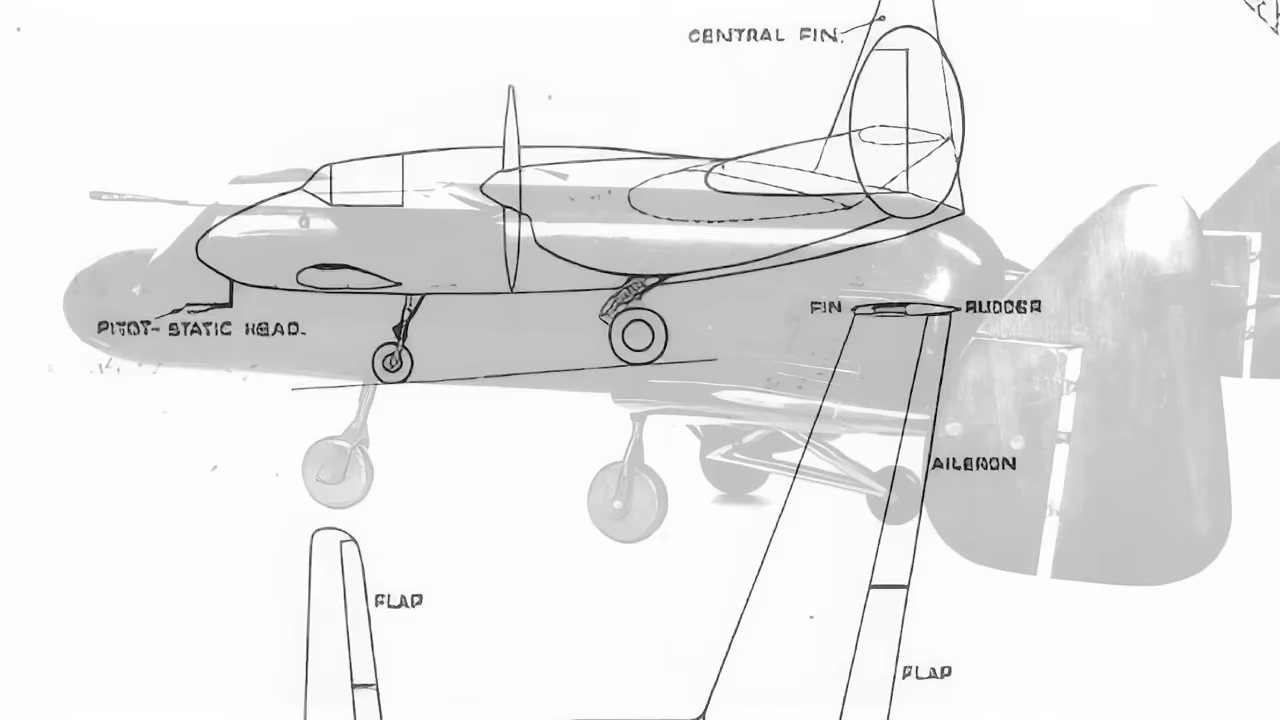 CENTRAL FIN.
PITOT-STATIC HEAD.
FIN
RUDDER
AILERON
FLAP
FLAP